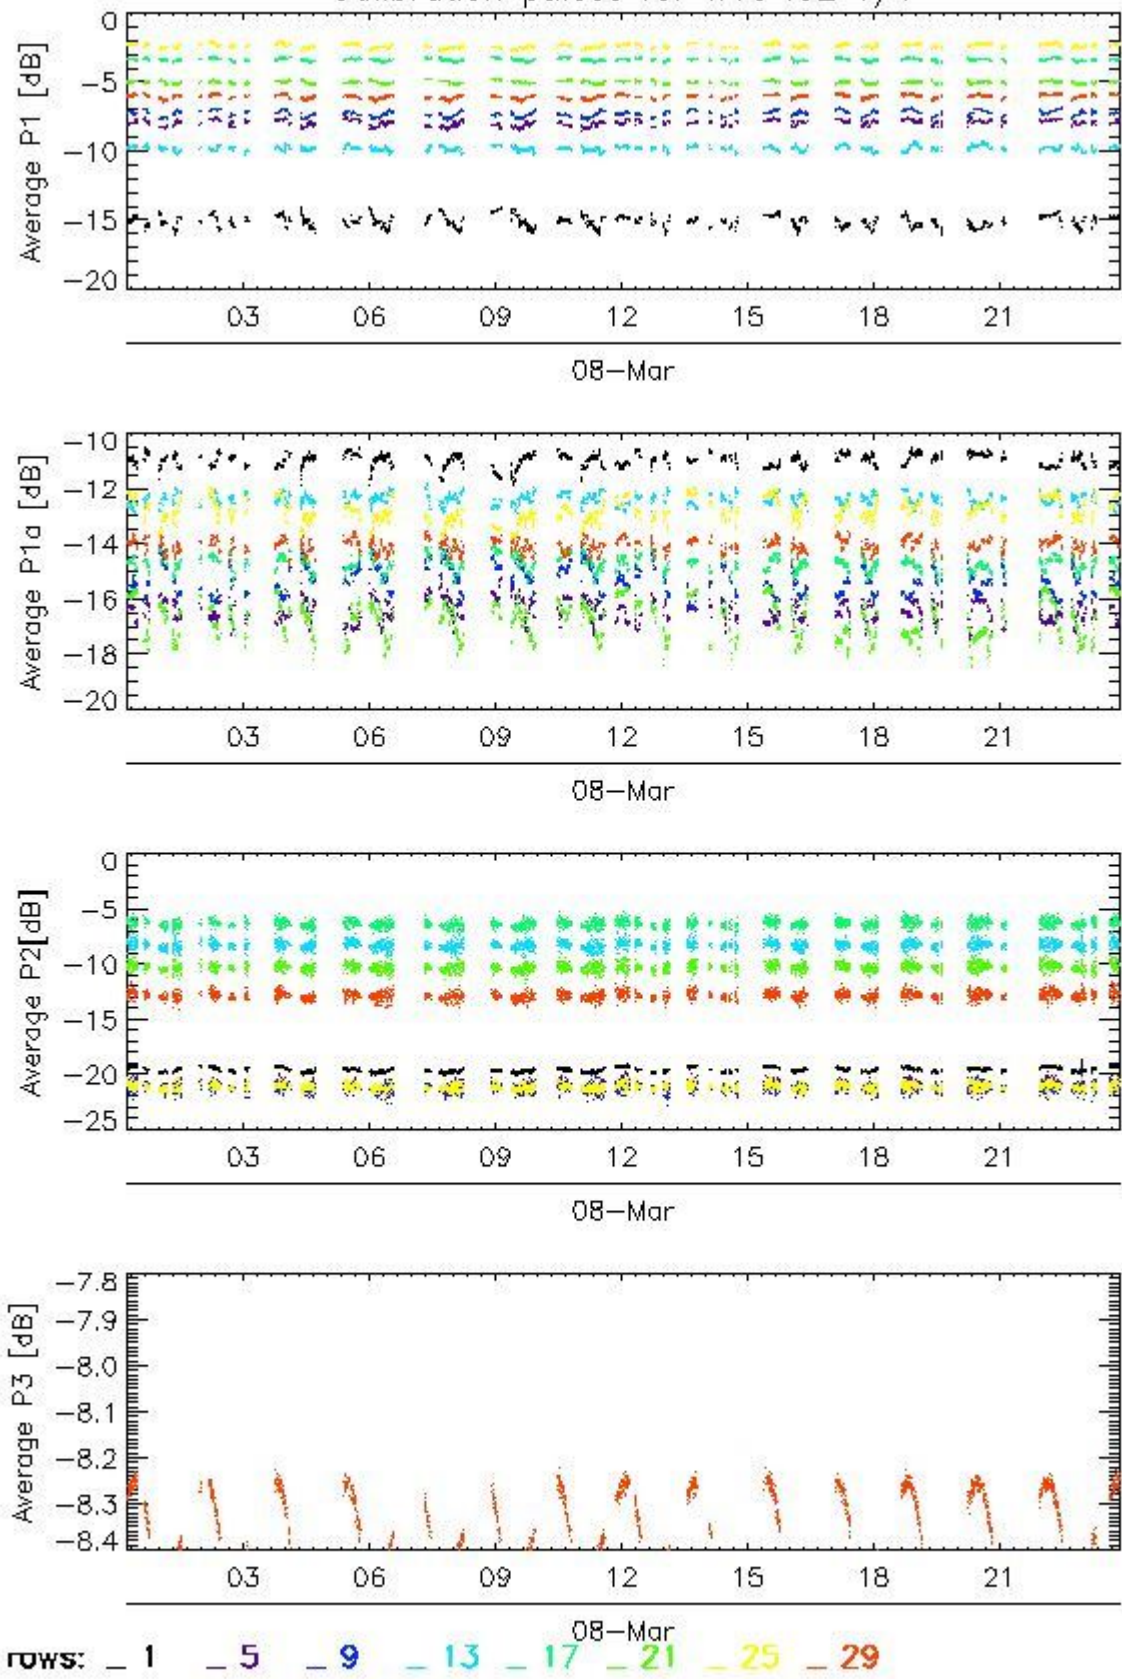 0
−5
−10
−15
−20
Average P1 [dB]
03 06 09 12 15 18 21
08−Mar
−10
−12
−14
−16
−18
−20
Average P1a [dB]
03 06 09 12 15 18 21
08−Mar
0
−5
−10
−15
−20
−25
Average P2[dB]
03 06 09 12 15 18 21
08−Mar
−7.8
−7.9
−8.0
−8.1
−8.2
−8.3
−8.4
Average P3 [dB]
03 06 09 12 15 18 21
08−Mar
rows: _ 1 _ 5 _ 9 _ 13 _ 17 _ 21 _ 25 _ 29